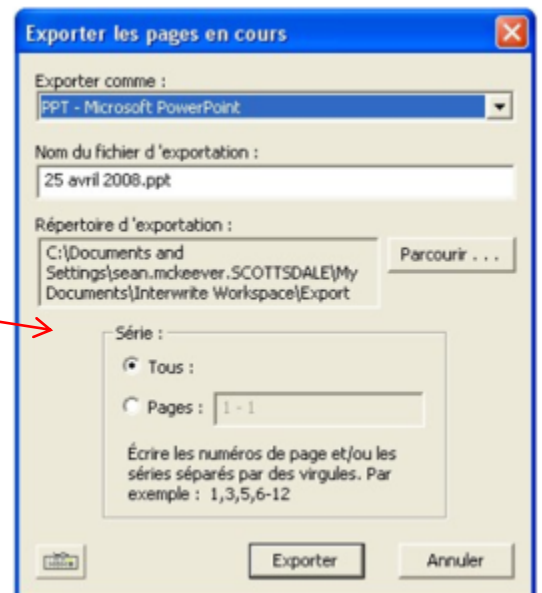 Exporter les pages en cours
Exporter comme :
PPT - Microsoft PowerPoint
Nom du fichier d'exportation :
25 avril 2008.ppt
Répertoire d'exportation :
C:\Documents and
Settings\sean.mckeever.SCOTTSDALE\My
Documents\Interwrite Workspace\Export
Parcourir . . .
Série :
Tous :
Pages : 1 - 1
Écrire les numéros de page et/ou les
séries séparés par des virgules. Par
exemple : 1,3,5,6-12
Exporter
Annuler